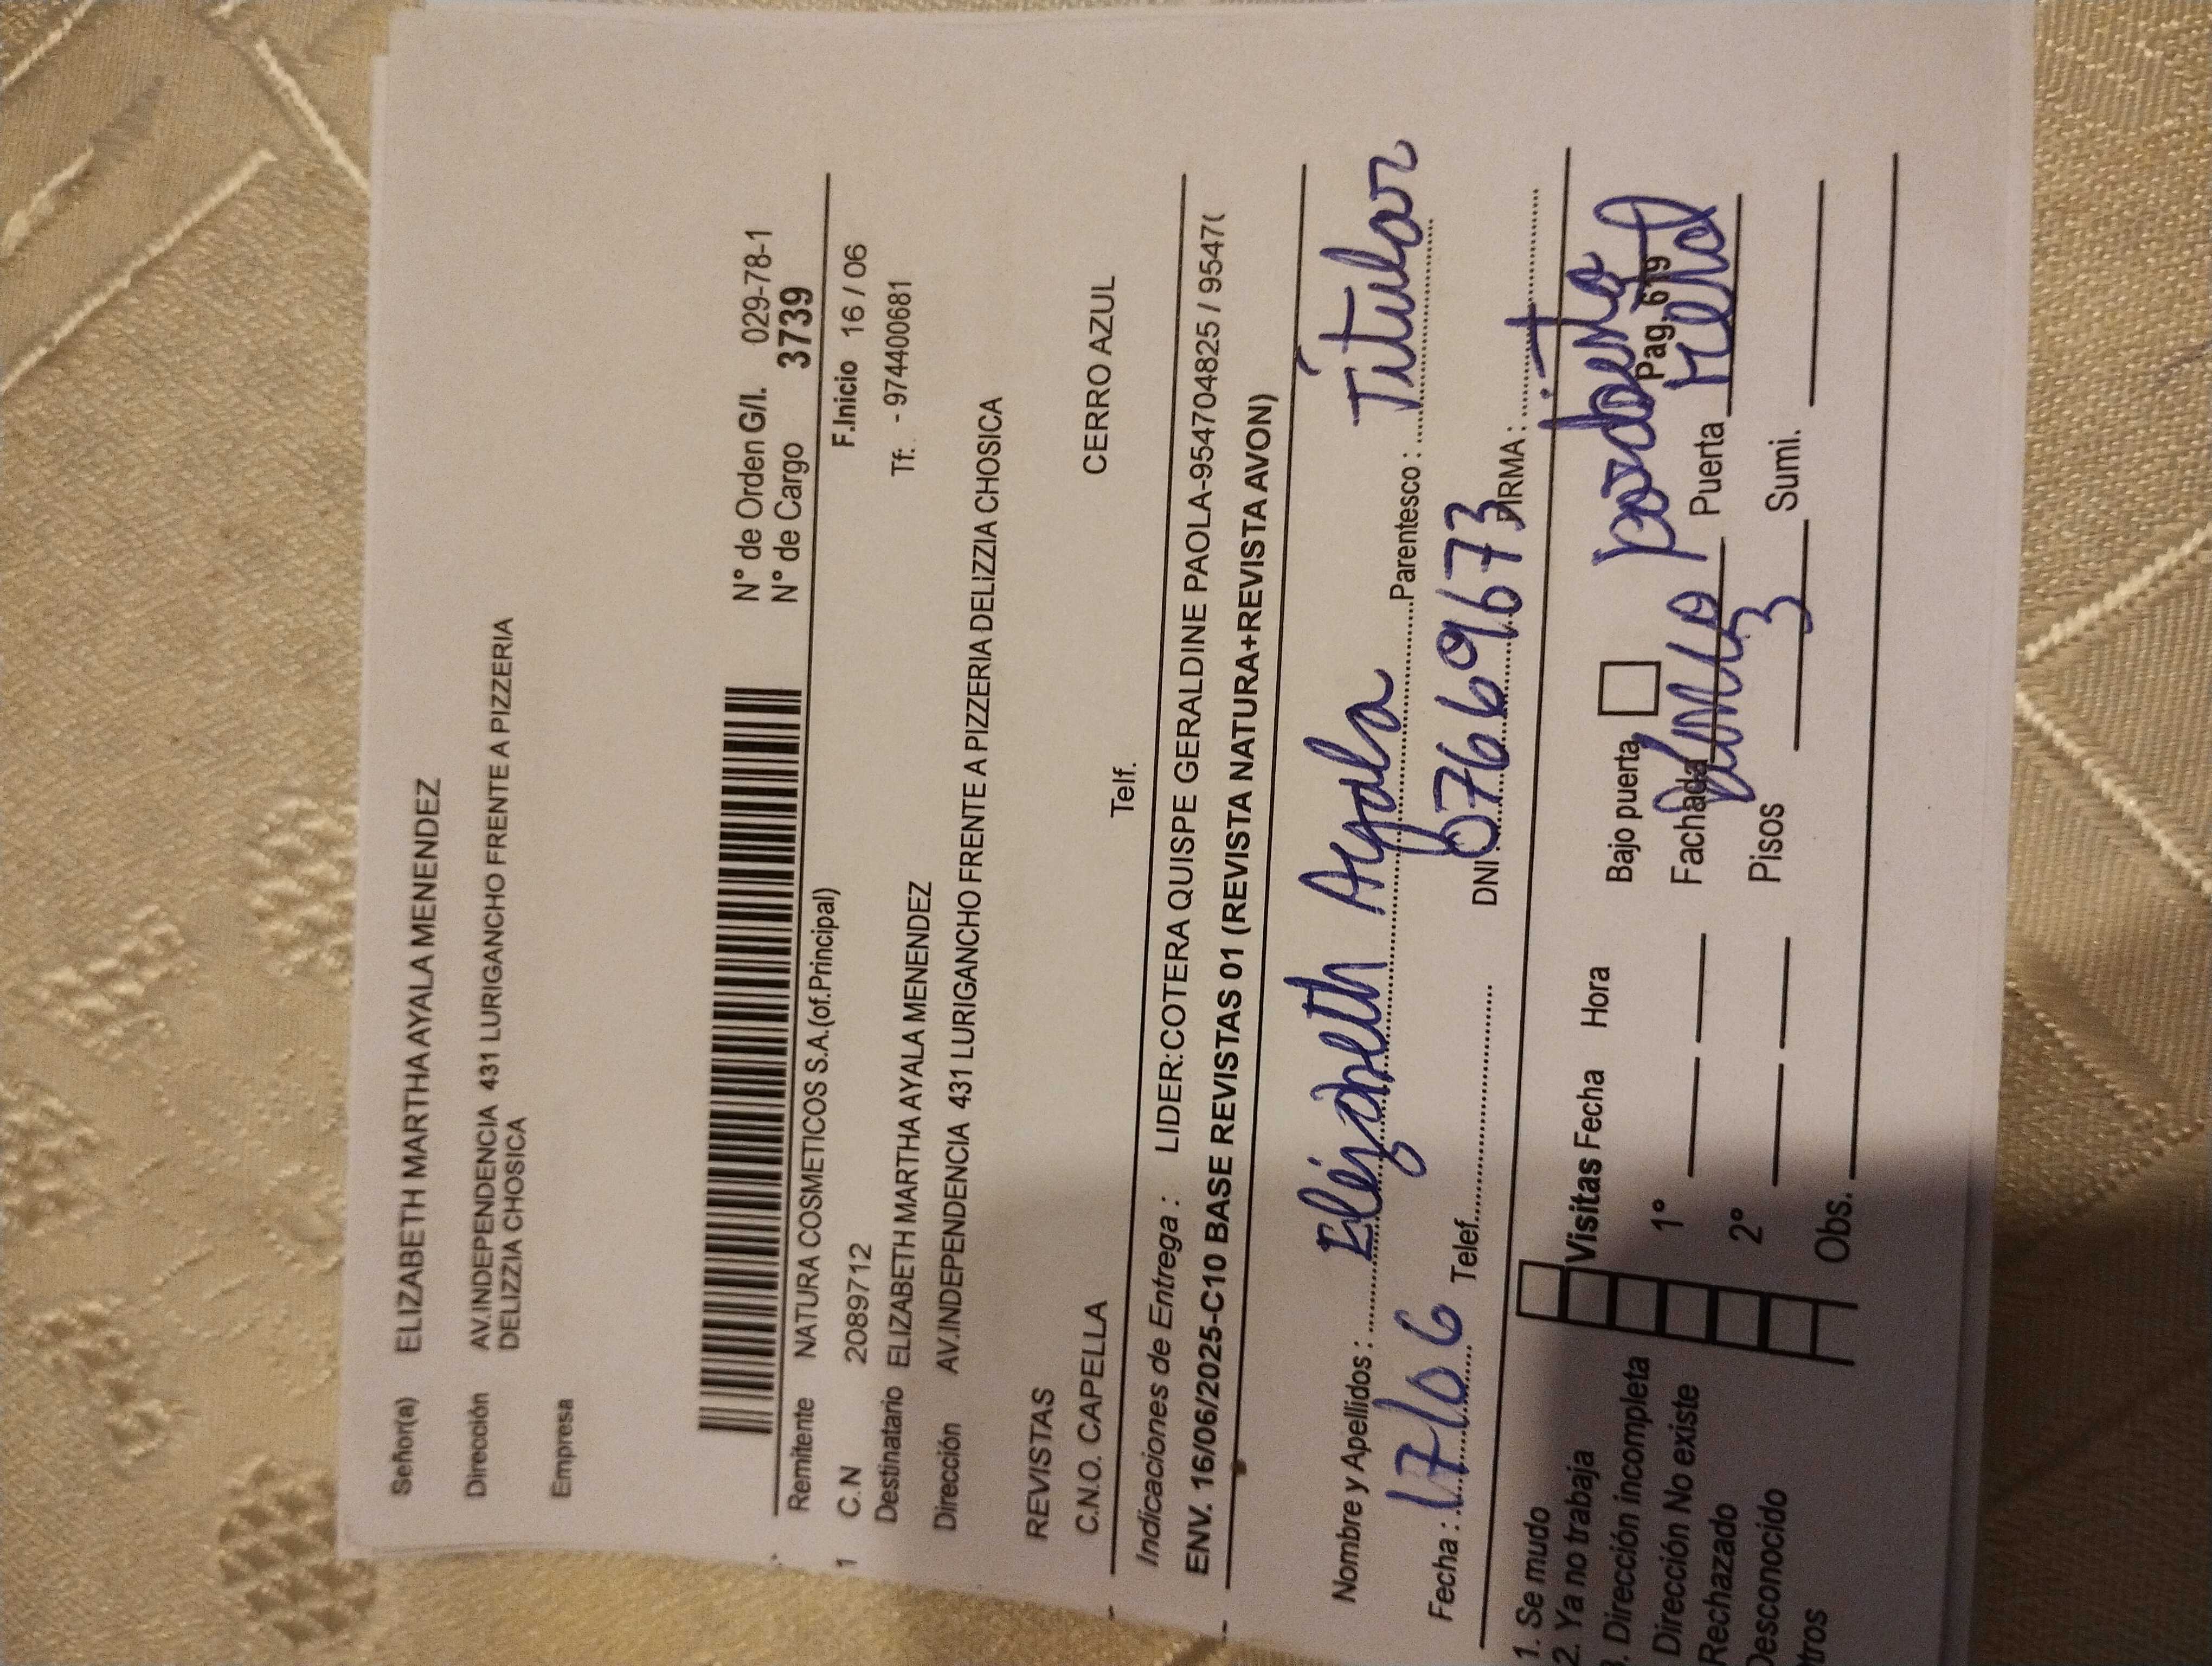 Señor(a) ELIZABETH MARTHA AYALA MENENDEZ
Dirección AV.INDEPENDENCIA 431 LURIGANCHO FRENTE A PIZZERIA
DELIZZIA CHOSICA
Empresa
N° de Orden G/I. 029-78-1
N° de Cargo 3739
Remitente NATURA COSMETICOS S.A.(of.Principal) F.Inicio 16 / 06
1 C.N 2089712 Tf. - 974400681
Destinatario ELIZABETH MARTHA AYALA MENENDEZ
Dirección AV.INDEPENDENCIA 431 LURIGANCHO FRENTE A PIZZERIA DELIZZIA CHOSICA
REVISTAS
C.N.O. CAPELLA Telf. CERRO AZUL
Indicaciones de Entrega : LIDER:COTERA QUISPE GERALDINE PAOLA-954704825 / 9547(
ENV. 16/06/2025-C10 BASE REVISTAS 01 (REVISTA NATURA+REVISTA AVON)
Nombre y Apellidos : Elizabeth Ayala Parentesco : Titular
Fecha : 17/06 Telef. DNI 07669673 FIRMA :
1. Se mudo
2. Ya no trabaja Visitas Fecha Hora Bajo puerta
. Dirección incompleta 1° Fachada Puerta Pag. 619
Dirección No existe
Rechazado 2° Pisos 3 Sumi.
Desconocido
tros Obs.